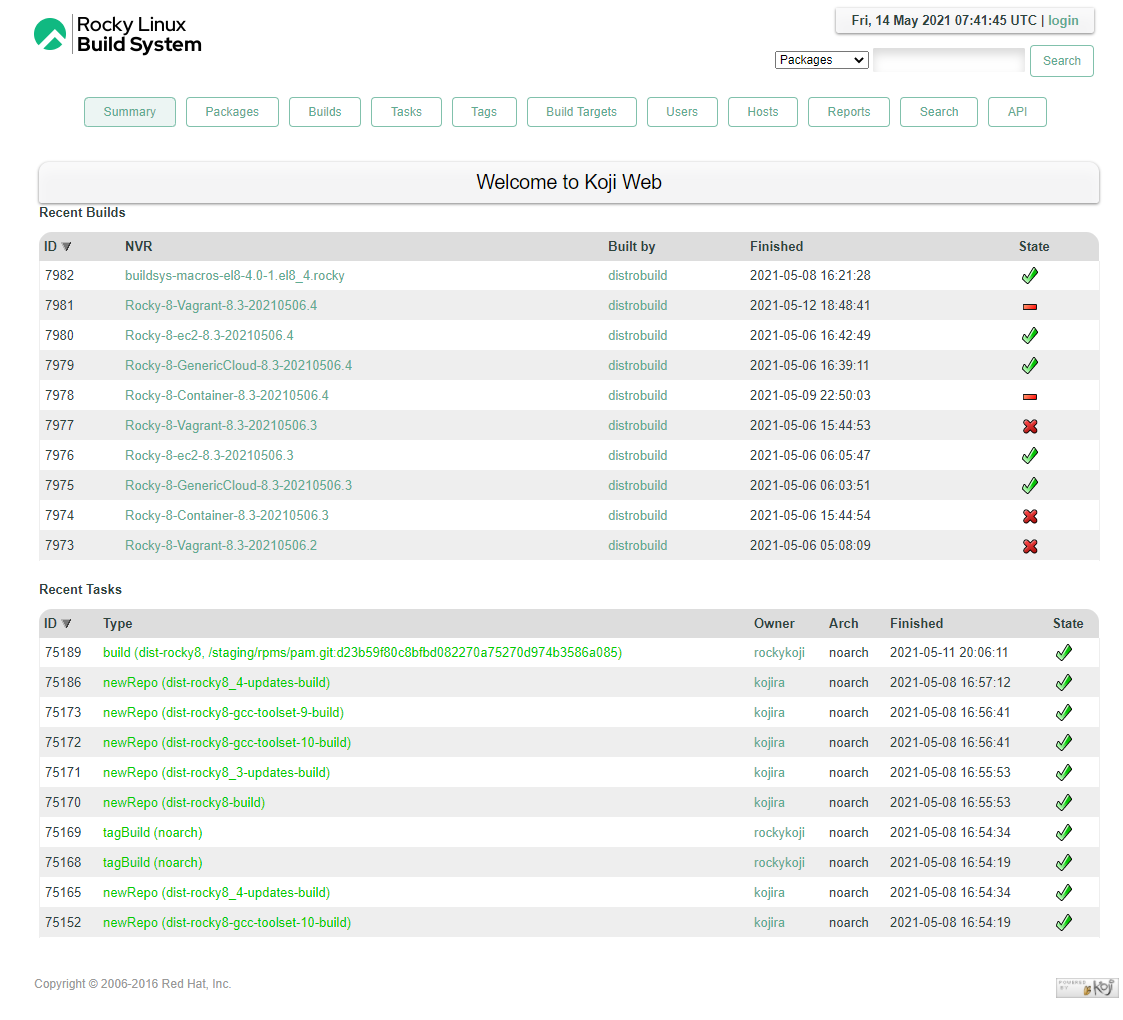 Rocky Linux
Build System
Fri, 14 May 2021 07:41:45 UTC | login
Packages
Search
Summary Packages Builds Tasks Tags Build Targets Users Hosts Reports Search API
Welcome to Koji Web
Recent Builds
ID NVR Built by Finished State
7982 buildsys-macros-el8-4.0-1.el8_4.rocky distrobuild 2021-05-08 16:21:28
7981 Rocky-8-Vagrant-8.3-20210506.4 distrobuild 2021-05-12 18:48:41
7980 Rocky-8-ec2-8.3-20210506.4 distrobuild 2021-05-06 16:42:49
7979 Rocky-8-GenericCloud-8.3-20210506.4 distrobuild 2021-05-06 16:39:11
7978 Rocky-8-Container-8.3-20210506.4 distrobuild 2021-05-09 22:50:03
7977 Rocky-8-Vagrant-8.3-20210506.3 distrobuild 2021-05-06 15:44:53
7976 Rocky-8-ec2-8.3-20210506.3 distrobuild 2021-05-06 06:05:47
7975 Rocky-8-GenericCloud-8.3-20210506.3 distrobuild 2021-05-06 06:03:51
7974 Rocky-8-Container-8.3-20210506.3 distrobuild 2021-05-06 15:44:54
7973 Rocky-8-Vagrant-8.3-20210506.2 distrobuild 2021-05-06 05:08:09
Recent Tasks
ID Type Owner Arch Finished State
75189 build (dist-rocky8, /staging/rpms/pam.git:d23b59f80c8bfbd082270a75270d974b3586a085) rockykoji noarch 2021-05-11 20:06:11
75186 newRepo (dist-rocky8_4-updates-build) kojira noarch 2021-05-08 16:57:12
75173 newRepo (dist-rocky8-gcc-toolset-9-build) kojira noarch 2021-05-08 16:56:41
75172 newRepo (dist-rocky8-gcc-toolset-10-build) kojira noarch 2021-05-08 16:56:41
75171 newRepo (dist-rocky8_3-updates-build) kojira noarch 2021-05-08 16:55:53
75170 newRepo (dist-rocky8-build) kojira noarch 2021-05-08 16:55:53
75169 tagBuild (noarch) rockykoji noarch 2021-05-08 16:54:34
75168 tagBuild (noarch) rockykoji noarch 2021-05-08 16:54:19
75165 newRepo (dist-rocky8_4-updates-build) kojira noarch 2021-05-08 16:54:34
75152 newRepo (dist-rocky8-gcc-toolset-10-build) kojira noarch 2021-05-08 16:54:19
Copyright © 2006-2016 Red Hat, Inc.
POWERED
BY
koji